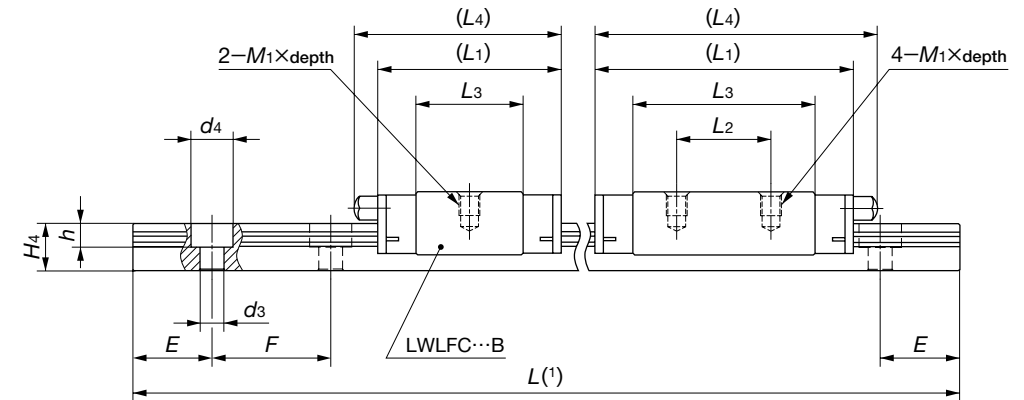 (L4) (L4)
2−M1×depth (L1) (L1) 4−M1×depth
L3 L3
d4 L2
H4 h
d3
E F LWLFC…B E
L(1)